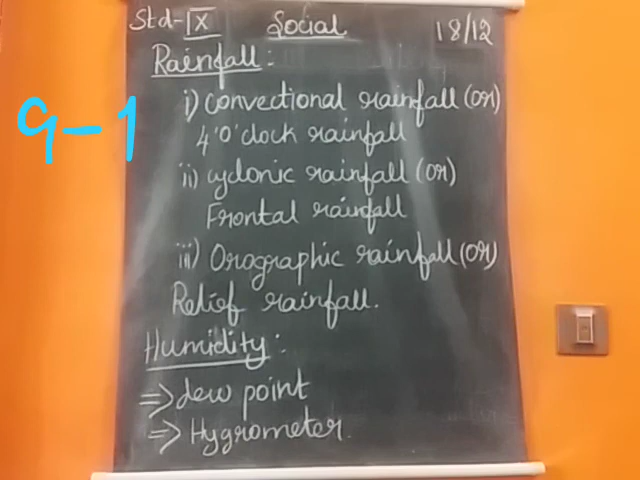 Std-IX Social 18/12
Rainfall:
9-1
i) Convectional rainfall (or)
4'0'clock rainfall
ii) cyclonic rainfall (or)
Frontal rainfall
iii) Orographic rainfall (or)
Relief rainfall.
Humidity:
⇒ dew point
⇒ Hygrometer.